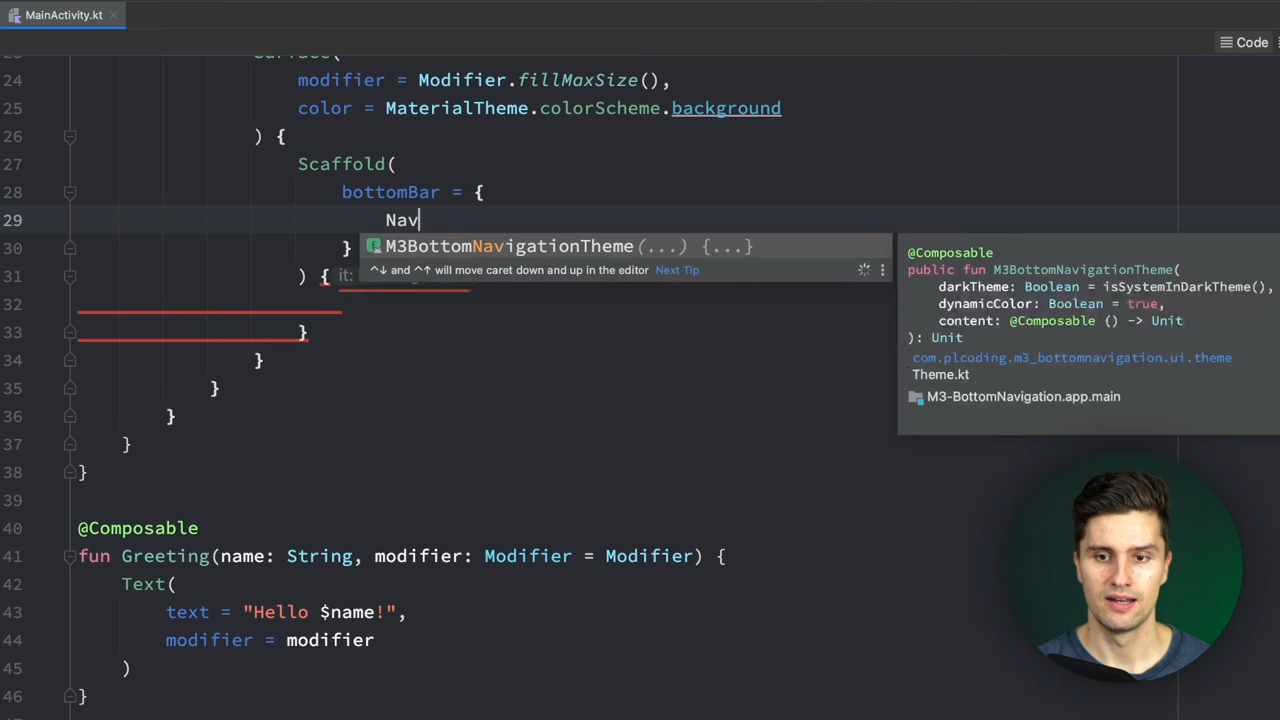 MainActivity.kt
Code
Surface(
24 modifier = Modifier.fillMaxSize(),
25 color = MaterialTheme.colorScheme.background
26 ) {
27 Scaffold(
28 bottomBar = {
29 Nav
M3BottomNavigationTheme(...) {...}
30 }
^↓ and ^↑ will move caret down and up in the editor Next Tip
31 ) { it:
32
33 }
34 }
35 }
36 }
37 }
38 }
39
40 @Composable
41 fun Greeting(name: String, modifier: Modifier = Modifier) {
42 Text(
43 text = "Hello $name!",
44 modifier = modifier
45 )
46 }
@Composable
public fun M3BottomNavigationTheme(
darkTheme: Boolean = isSystemInDarkTheme(),
dynamicColor: Boolean = true,
content: @Composable () -> Unit
): Unit
com.plcoding.m3_bottomnavigation.ui.theme
Theme.kt
M3-BottomNavigation.app.main